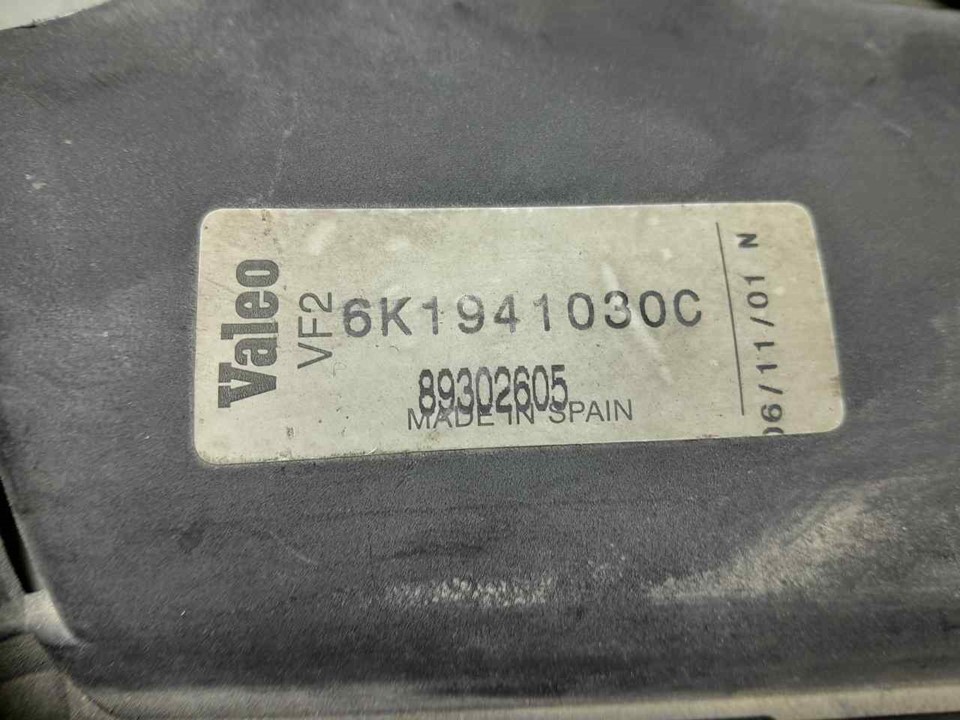 Valeo
VF2
6K1941030C
89302605
MADE IN SPAIN
06/11/01 N